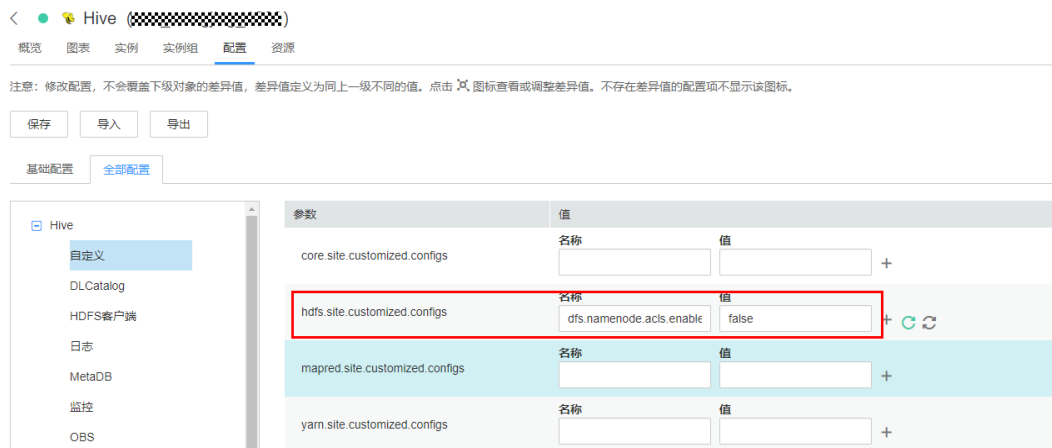 Hive ()
概览 图表 实例 实例组 配置 资源
注意：修改配置，不会覆盖下级对象的差异值，差异值定义为同上一级不同的值。点击 图标查看或调整差异值。不存在差异值的配置项不显示该图标。
保存 导入 导出
基础配置 全部配置
参数 值
Hive
自定义
DLCatalog
HDFS客户端
日志
MetaDB
监控
OBS
名称 值
core.site.customized.configs
名称 值
hdfs.site.customized.configs dfs.namenode.acls.enable false
名称 值
mapred.site.customized.configs
名称 值
yarn.site.customized.configs